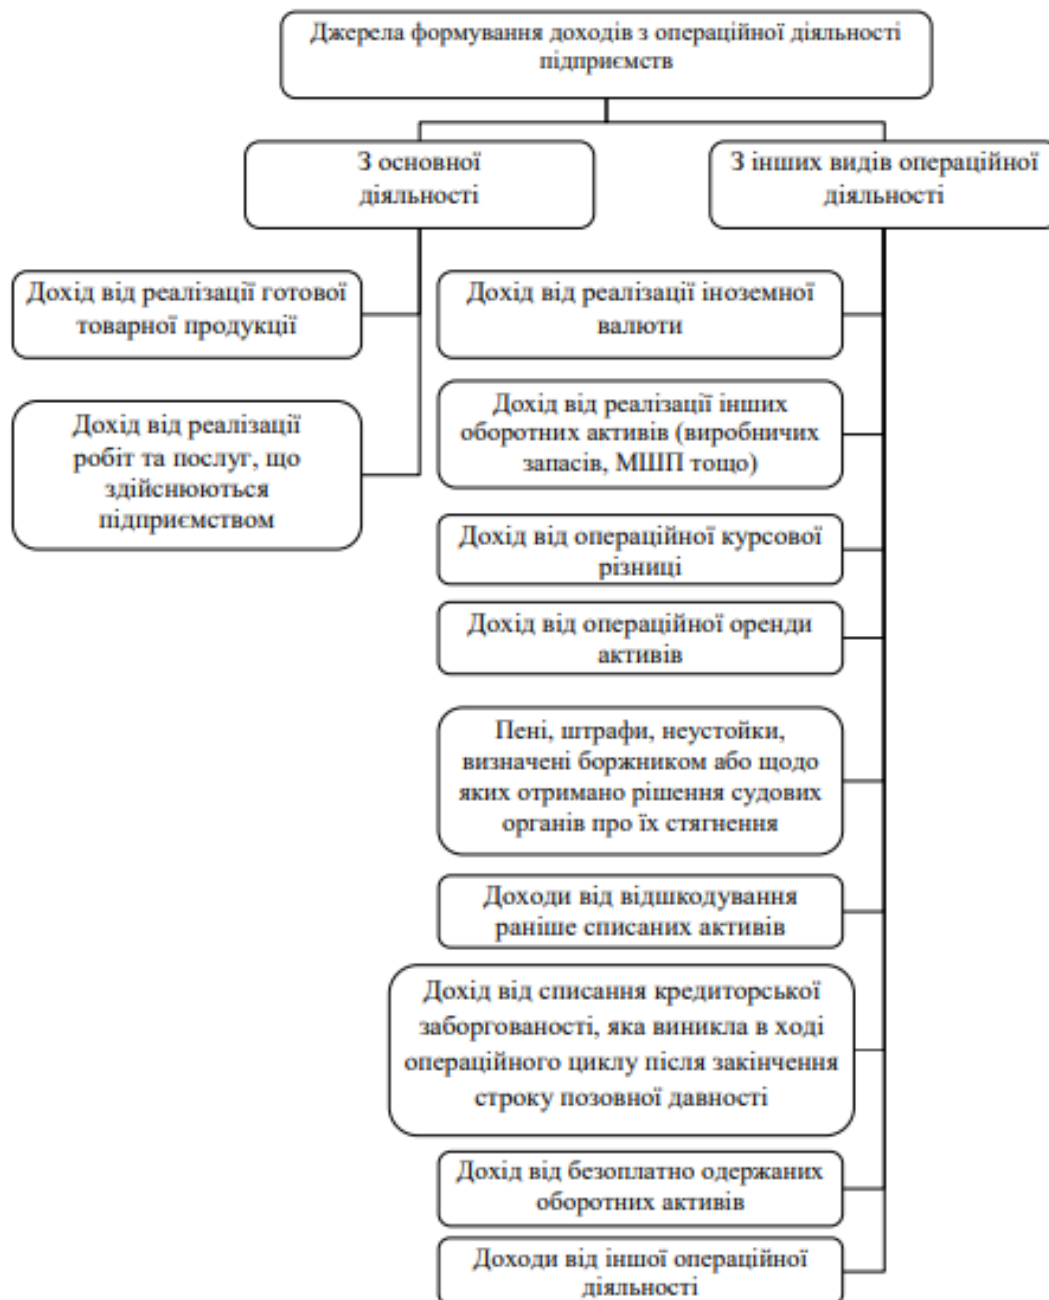 Джерела формування доходів з операційної діяльності
підприємств
З основної
діяльності
З інших видів операційної
діяльності
Дохід від реалізації готової
товарної продукції
Дохід від реалізації
робіт та послуг, що
здійснюються
підприємством
Дохід від реалізації іноземної
валюти
Дохід від реалізації інших
оборотних активів (виробничих
запасів, МШП тощо)
Дохід від операційної курсової
різниці
Дохід від операційної оренди
активів
Пені, штрафи, неустойки,
визначені боржником або щодо
яких отримано рішення судових
органів про їх стягнення
Доходи від відшкодування
раніше списаних активів
Дохід від списання кредиторської
заборгованості, яка виникла в ході
операційного циклу після закінчення
строку позовної давності
Дохід від безоплатно одержаних
оборотних активів
Доходи від іншої операційної
діяльності